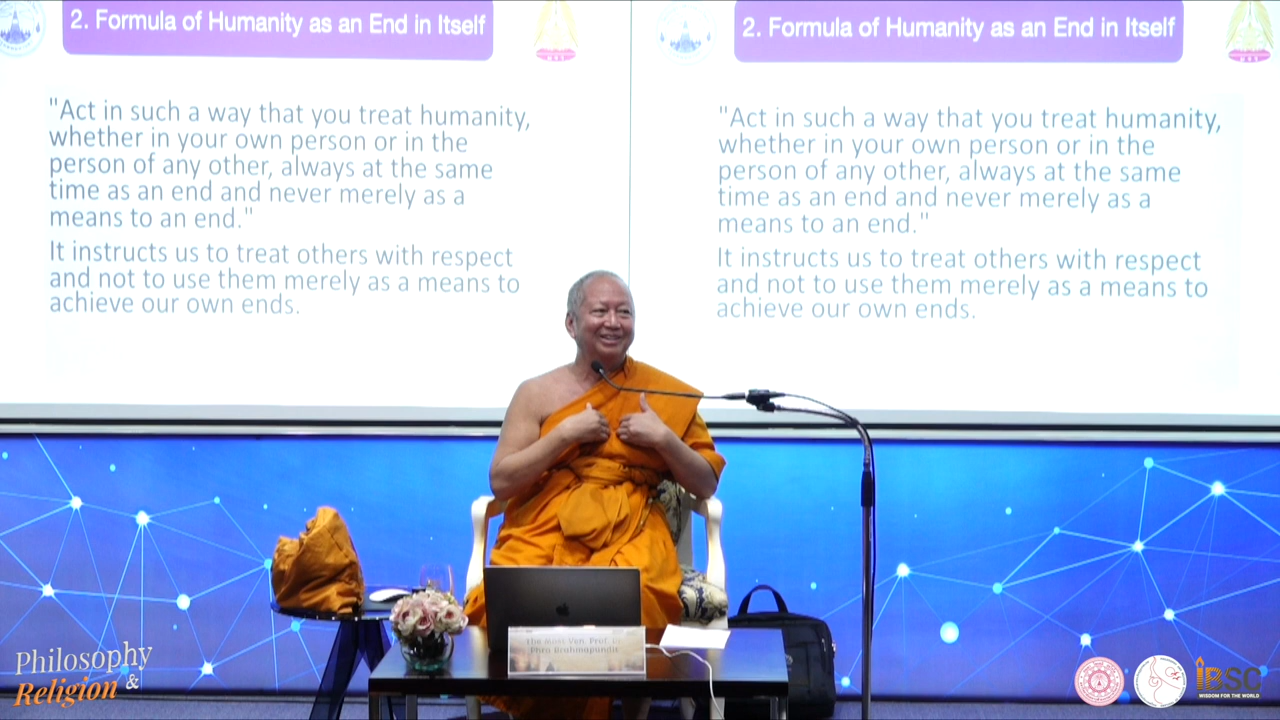 2. Formula of Humanity as an End in Itself
"Act in such a way that you treat humanity,
whether in your own person or in the
person of any other, always at the same
time as an end and never merely as a
means to an end."
It instructs us to treat others with respect
and not to use them merely as a means to
achieve our own ends.
2. Formula of Humanity as an End in Itself
"Act in such a way that you treat humanity,
whether in your own person or in the
person of any other, always at the same
time as an end and never merely as a
means to an end."
It instructs us to treat others with respect
and not to use them merely as a means to
achieve our own ends.
The Most Ven. Prof. Dr.
Phra Brahmapundit
Philosophy
Religion &
IBSC
WISDOM FOR THE WORLD